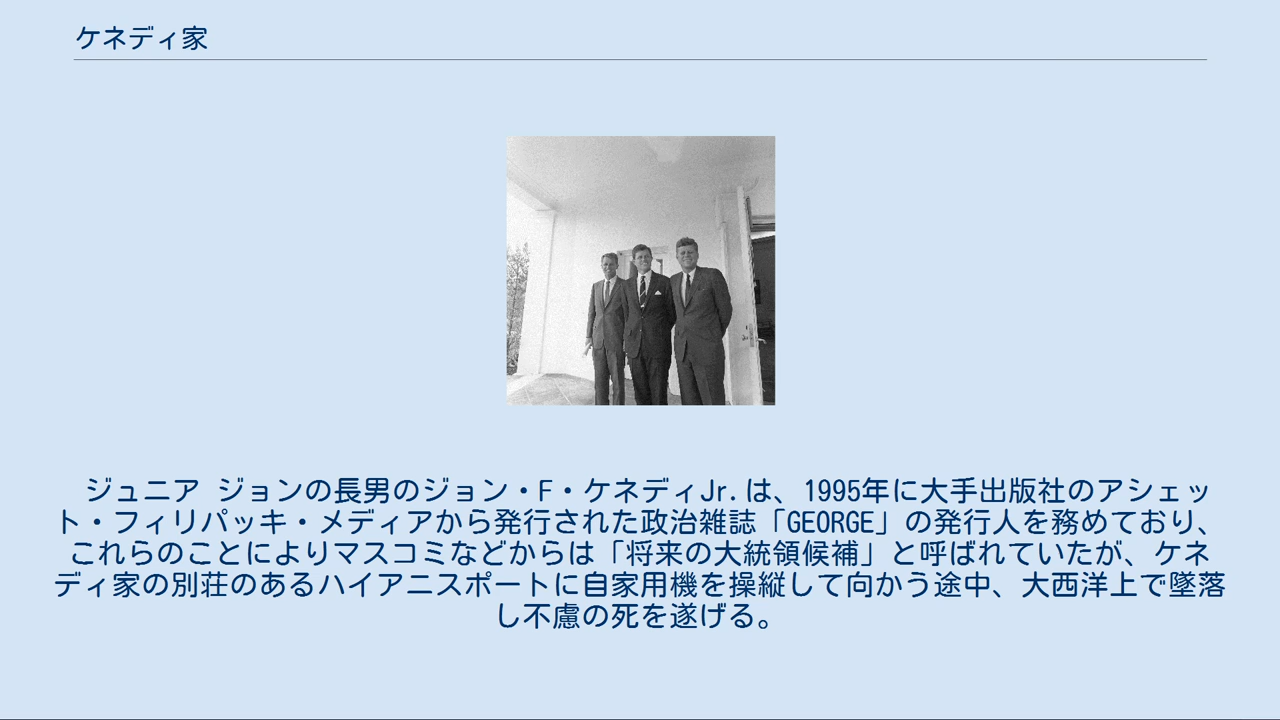 ケネディ家
ジュニア ジョンの長男のジョン・F・ケネディJr.は、1995年に大手出版社のアシェッ
ト・フィリパッキ・メディアから発行された政治雑誌「GEORGE」の発行人を務めており、
これらのことによりマスコミなどからは「将来の大統領候補」と呼ばれていたが、ケネ
ディ家の別荘のあるハイアニスポートに自家用機を操縦して向かう途中、大西洋上で墜落
し不慮の死を遂げる。